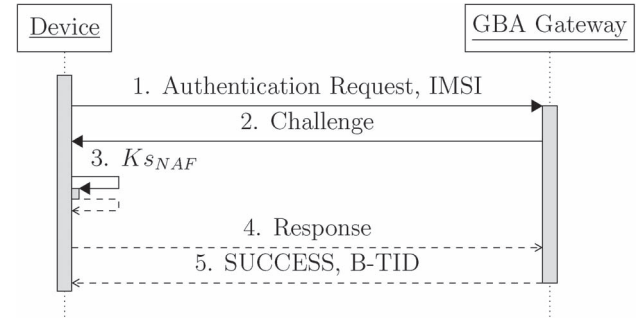 Device
GBA Gateway
1. Authentication Request, IMSI
2. Challenge
3. Ks_NAF
4. Response
5. SUCCESS, B-TID